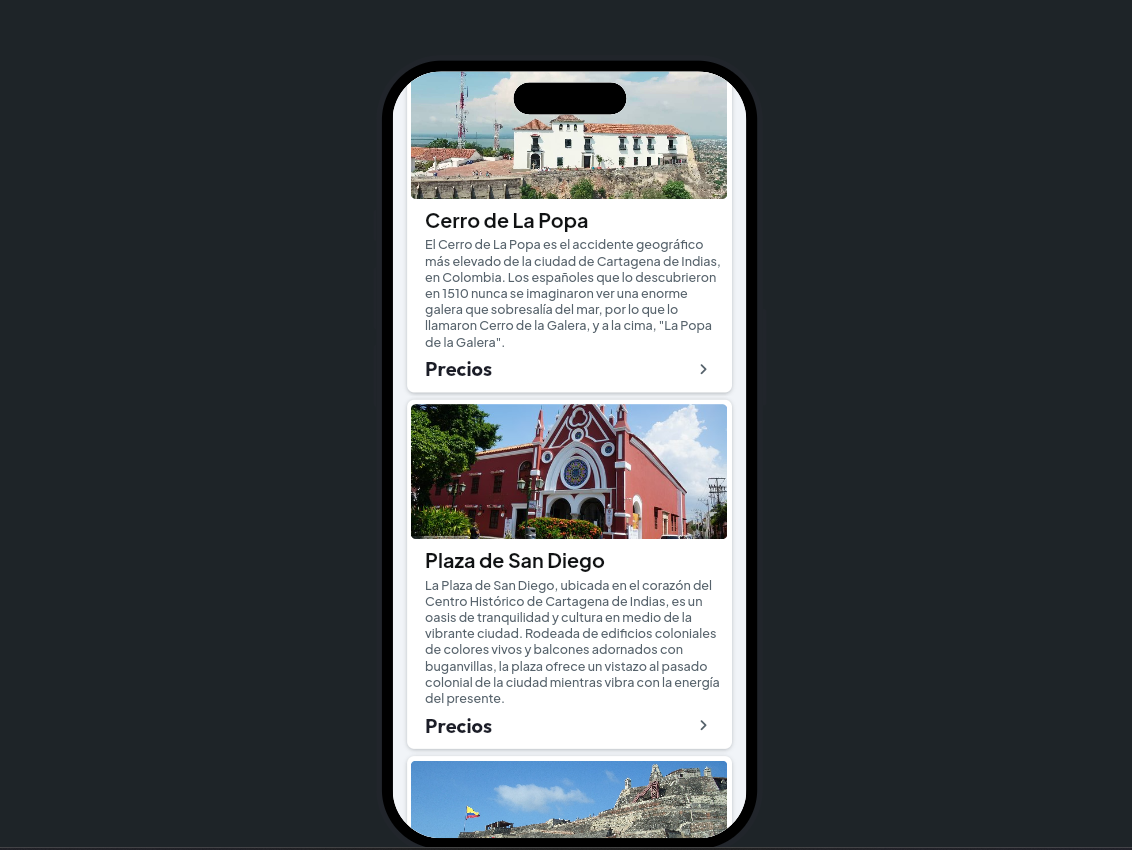 Cerro de La Popa
El Cerro de La Popa es el accidente geográfico
más elevado de la ciudad de Cartagena de Indias,
en Colombia. Los españoles que lo descubrieron
en 1510 nunca se imaginaron ver una enorme
galera que sobresalía del mar, por lo que lo
llamaron Cerro de la Galera, y a la cima, "La Popa
de la Galera".
Precios
Plaza de San Diego
La Plaza de San Diego, ubicada en el corazón del
Centro Histórico de Cartagena de Indias, es un
oasis de tranquilidad y cultura en medio de la
vibrante ciudad. Rodeada de edificios coloniales
de colores vivos y balcones adornados con
buganvillas, la plaza ofrece un vistazo al pasado
colonial de la ciudad mientras vibra con la energía
del presente.
Precios